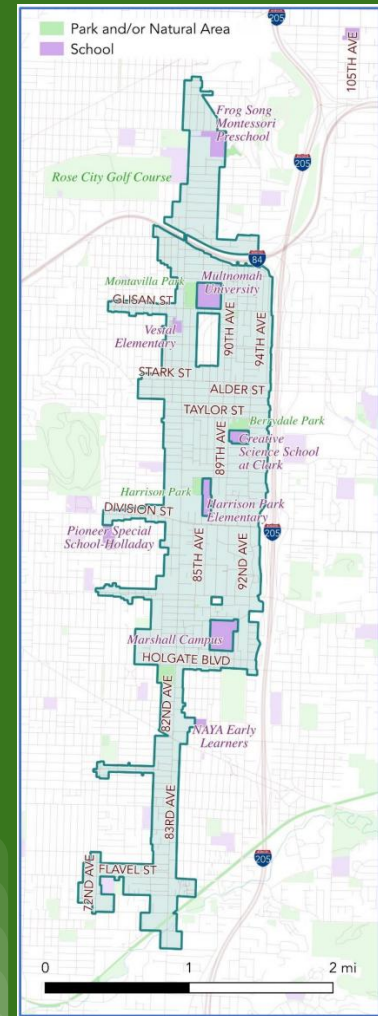 Park and/or Natural Area
School
205
105TH AVE
Frog Song
Montessori
Preschool
205
Rose City Golf Course
84
Montavilla Park
Multnomah
University
GLISAN ST
90TH AVE
94TH AVE
Vestal
Elementary
STARK ST
ALDER ST
TAYLOR ST
Berrydale Park
89TH AVE
Creative
Science School
at Clark
Harrison Park
DIVISION ST
Harrison Park
Elementary
Pioneer Special
School-Holladay
85TH AVE
92ND AVE
205
Marshall Campus
HOLGATE BLVD
82ND AVE
NAYA Early
Learners
83RD AVE
205
72ND AVE
FLAVEL ST
0 1 2 mi